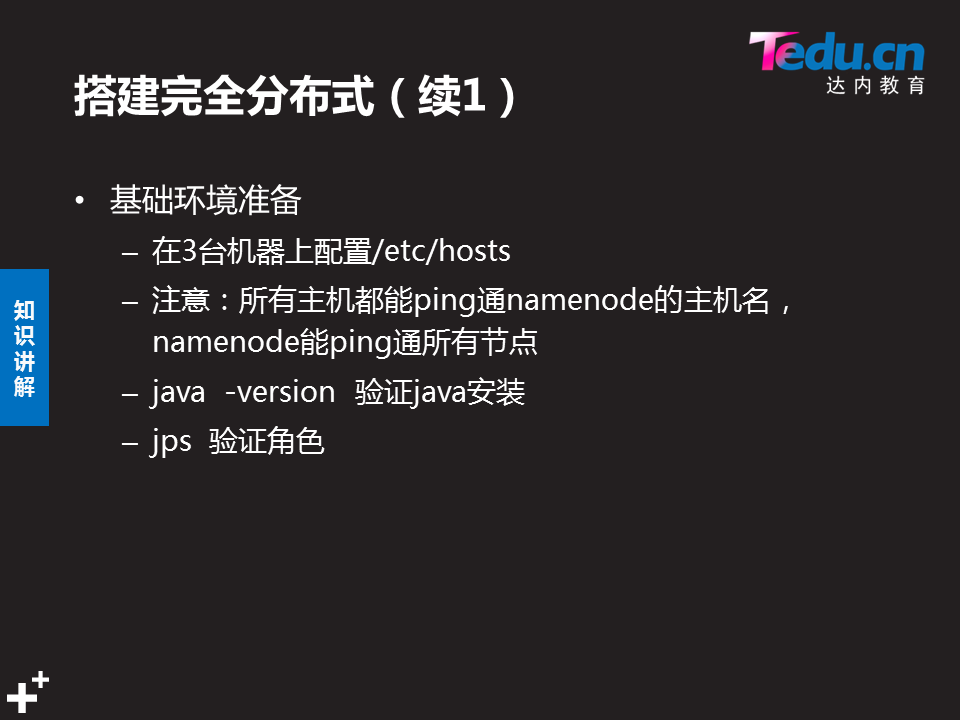 Tedu.cn
达内教育
搭建完全分布式（续1）
• 基础环境准备
– 在3台机器上配置/etc/hosts
– 注意：所有主机都能ping通namenode的主机名，
namenode能ping通所有节点
– java -version 验证java安装
– jps 验证角色
知
识
讲
解